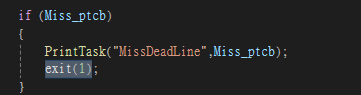 if (Miss_ptcb)
{
PrintTask("MissDeadLine",Miss_ptcb);
exit(1);
}